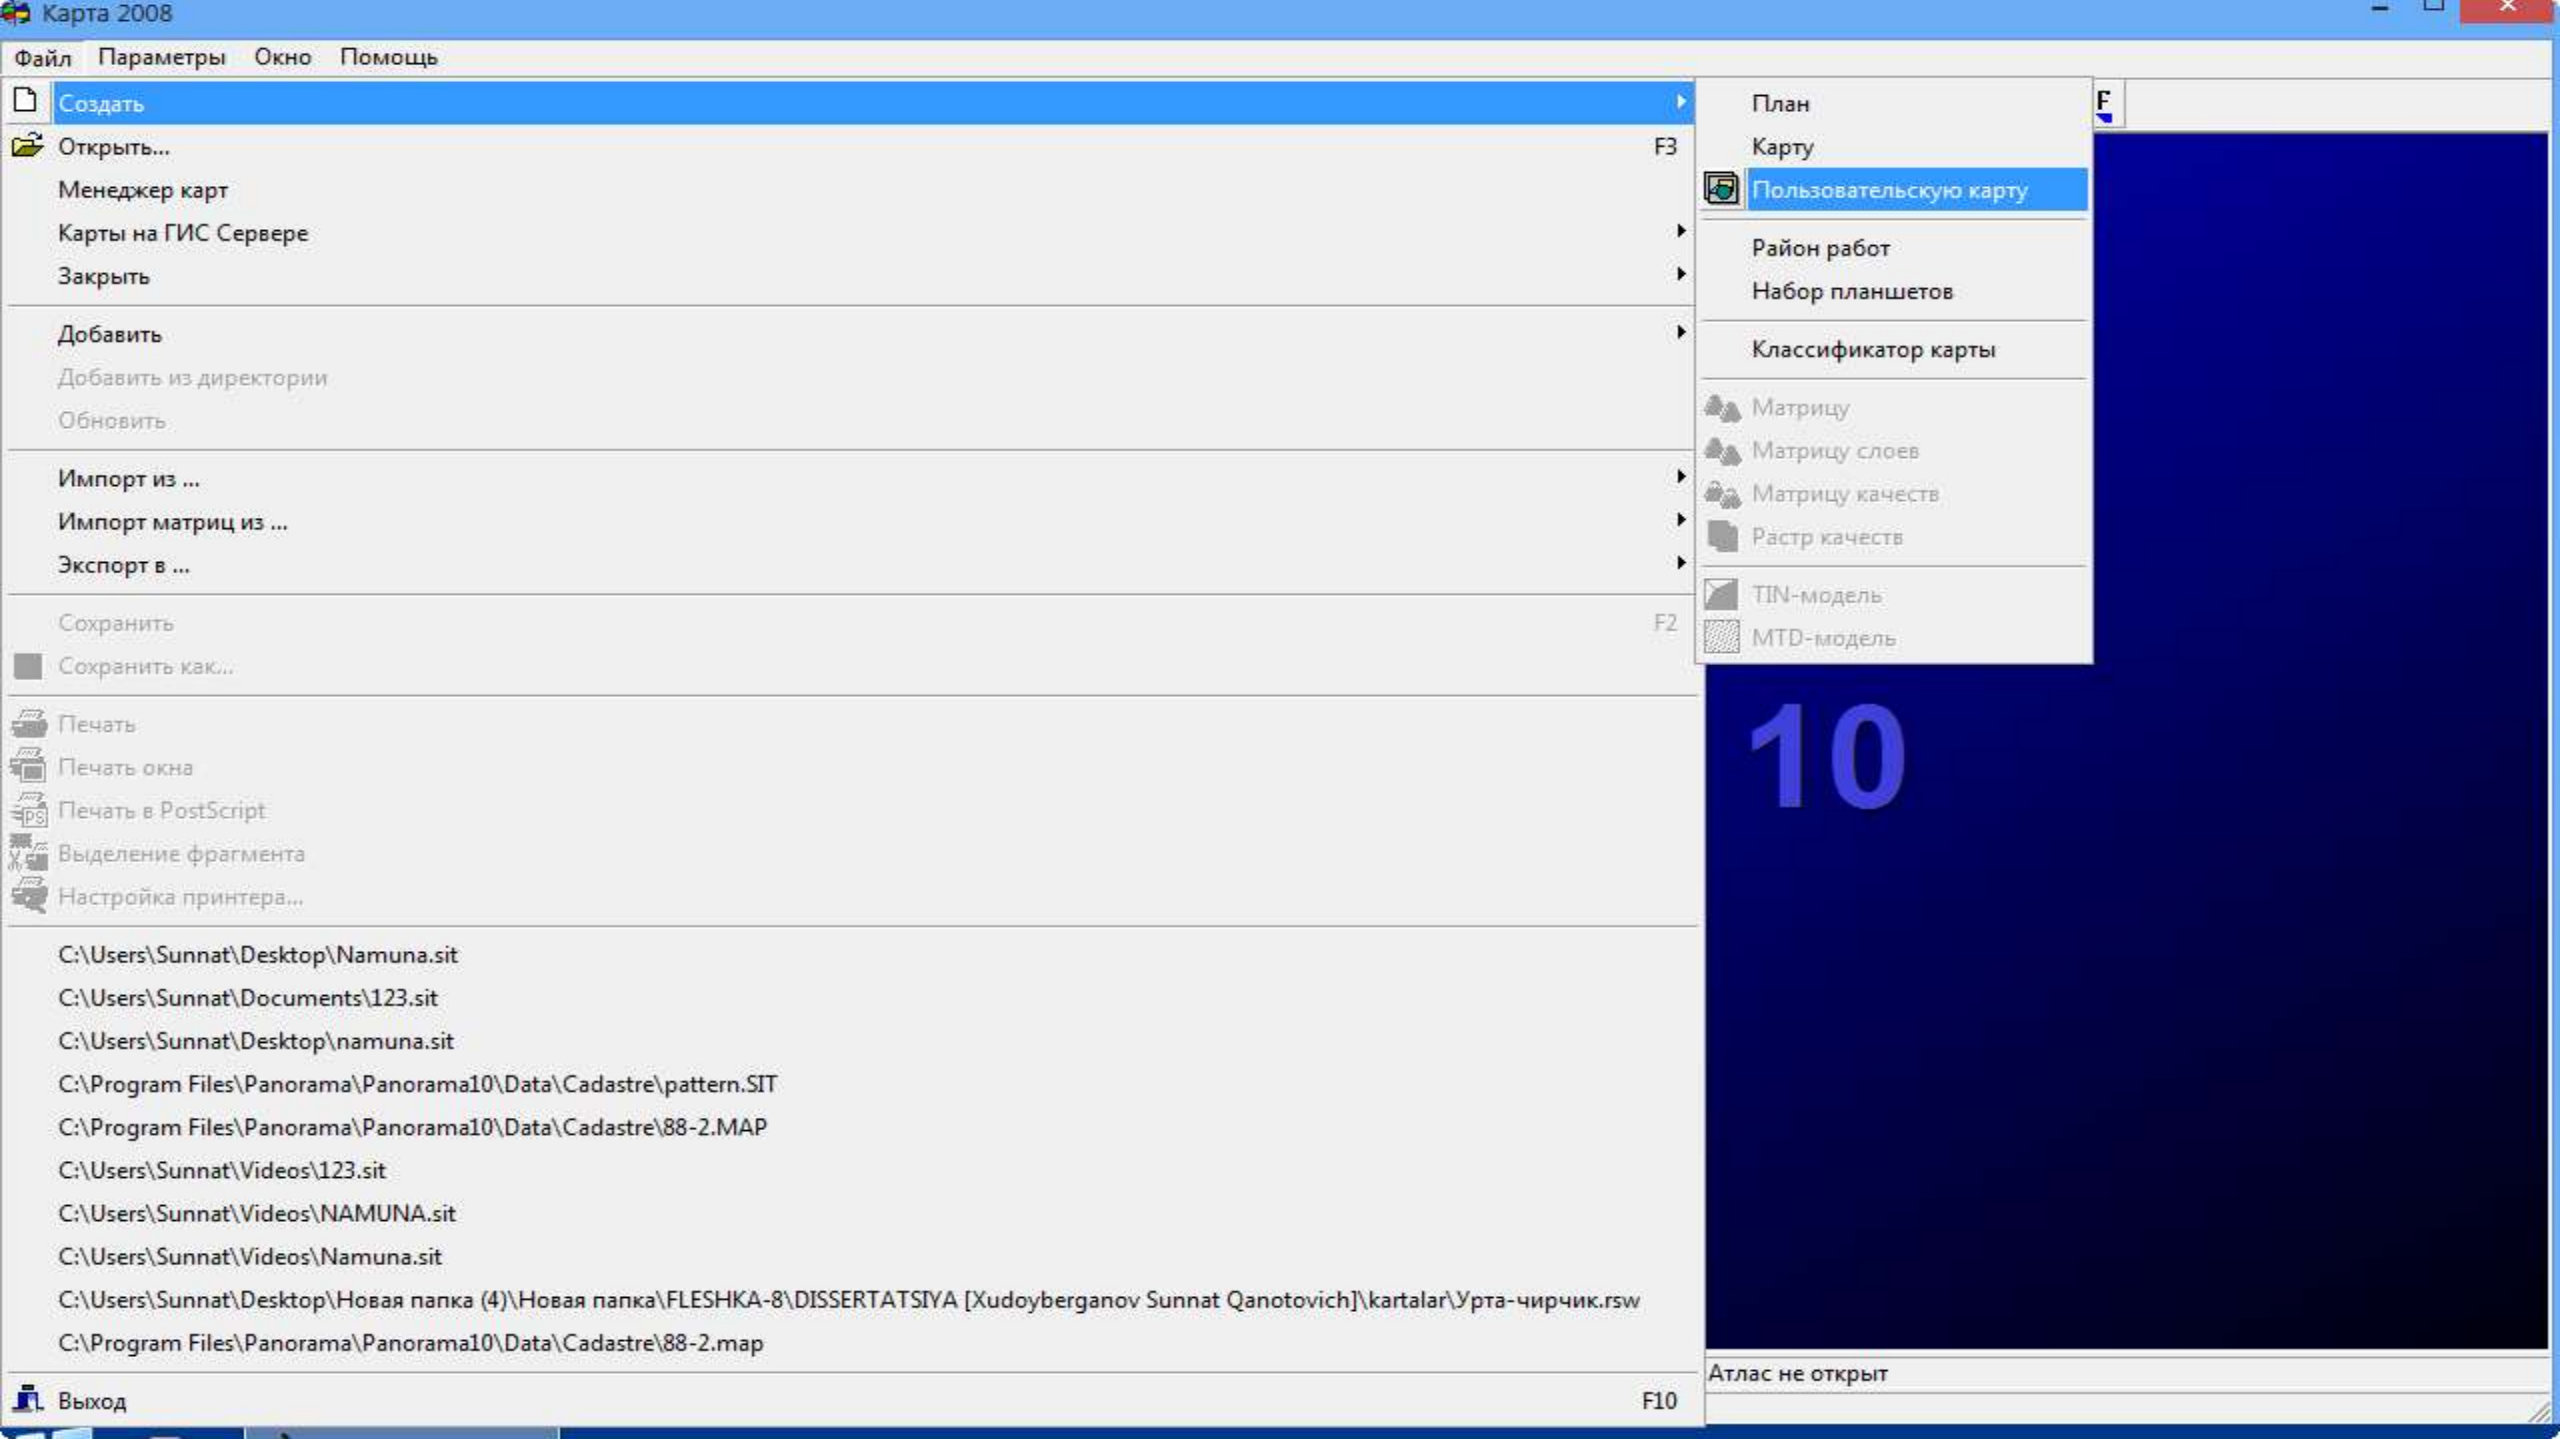 Карта 2008
Файл Параметры Окно Помощь
Создать
Открыть... F3
Менеджер карт
Карты на ГИС Сервере
Закрыть
Добавить
Добавить из директории
Обновить
Импорт из ...
Импорт матриц из ...
Экспорт в ...
Сохранить F2
Сохранить как...
Печать
Печать окна
Печать в PostScript
Выделение фрагмента
Настройка принтера...
C:\Users\Sunnat\Desktop\Namuna.sit
C:\Users\Sunnat\Documents\123.sit
C:\Users\Sunnat\Desktop\namuna.sit
C:\Program Files\Panorama\Panorama10\Data\Cadastre\pattern.SIT
C:\Program Files\Panorama\Panorama10\Data\Cadastre\88-2.MAP
C:\Users\Sunnat\Videos\123.sit
C:\Users\Sunnat\Videos\NAMUNA.sit
C:\Users\Sunnat\Videos\Namuna.sit
C:\Users\Sunnat\Desktop\Новая папка (4)\Новая папка\FLESHKA-8\DISSERTATSIYA [Xudoyberganov Sunnat Qanotovich]\kartalar\Урта-чирчик.rsw
C:\Program Files\Panorama\Panorama10\Data\Cadastre\88-2.map
Выход F10
План
Карту
Пользовательскую карту
Район работ
Набор планшетов
Классификатор карты
Матрицу
Матрицу слоев
Матрицу качеств
Растр качеств
TIN-модель
MTD-модель
F
10
Атлас не открыт